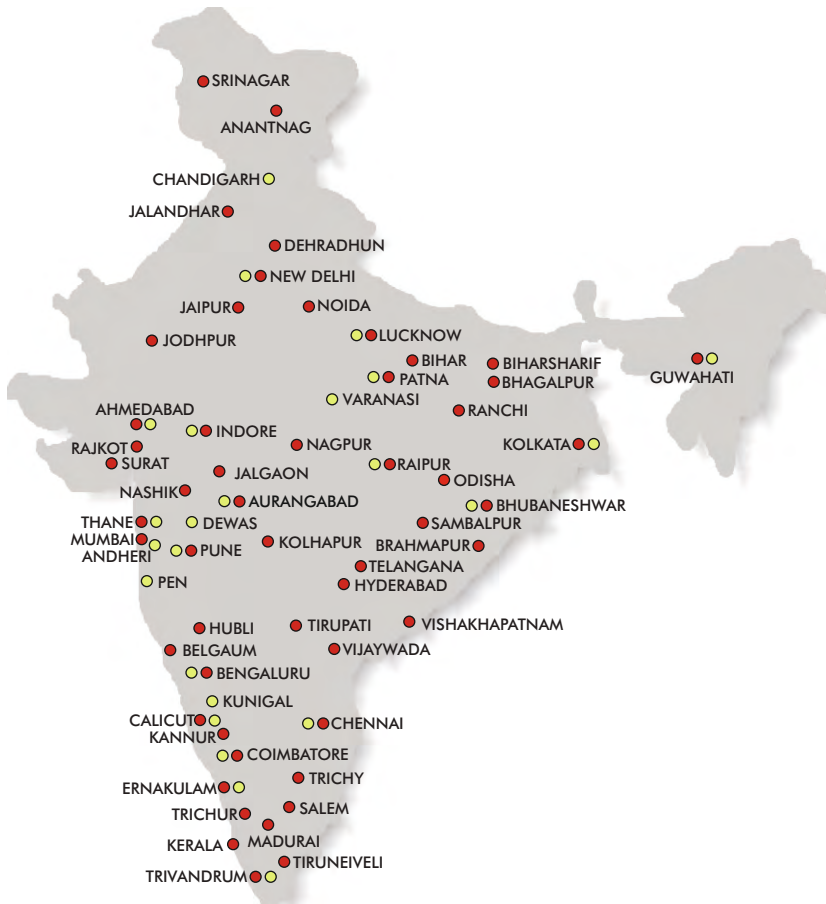 SRINAGAR
ANANTNAG
CHANDIGARH
JALANDHAR
DEHRADHUN
NEW DELHI
JAIPUR
NOIDA
JODHPUR
LUCKNOW
BIHAR
BIHARSHARIF
GUWAHATI
PATNA
BHAGALPUR
VARANASI
AHMEDABAD
RANCHI
INDORE
RAJKOT
NAGPUR
KOLKATA
SURAT
JALGAON
RAIPUR
ODISHA
NASHIK
AURANGABAD
BHUBANESHWAR
THANE
DEWAS
SAMBALPUR
MUMBAI
ANDHERI
PUNE
KOLHAPUR
BRAHMAPUR
TELANGANA
PEN
HYDERABAD
HUBLI
TIRUPATI
VISHAKHAPATNAM
BELGAUM
VIJAYWADA
BENGALURU
KUNIGAL
CALICUT
CHENNAI
KANNUR
COIMBATORE
TRICHY
ERNAKULAM
SALEM
TRICHUR
MADURAI
KERALA
TIRUNEIVELI
TRIVANDRUM